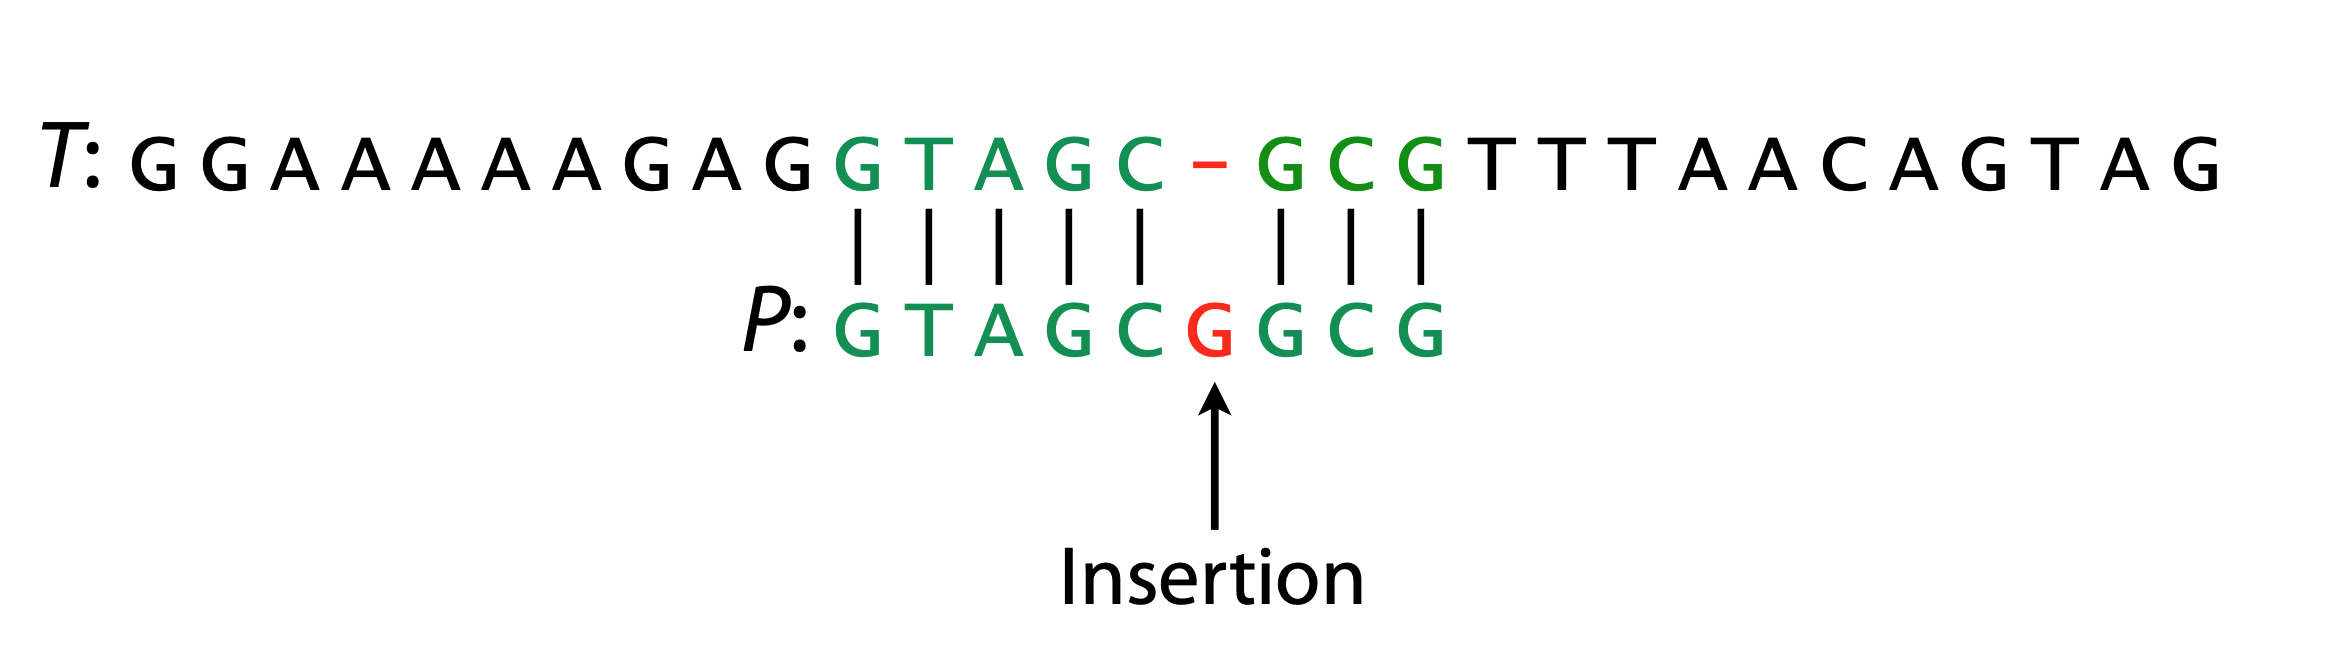 T: G G A A A A A G A G G T A G C – G C G T T T A A C A G T A G
P: G T A G C G G C G
Insertion